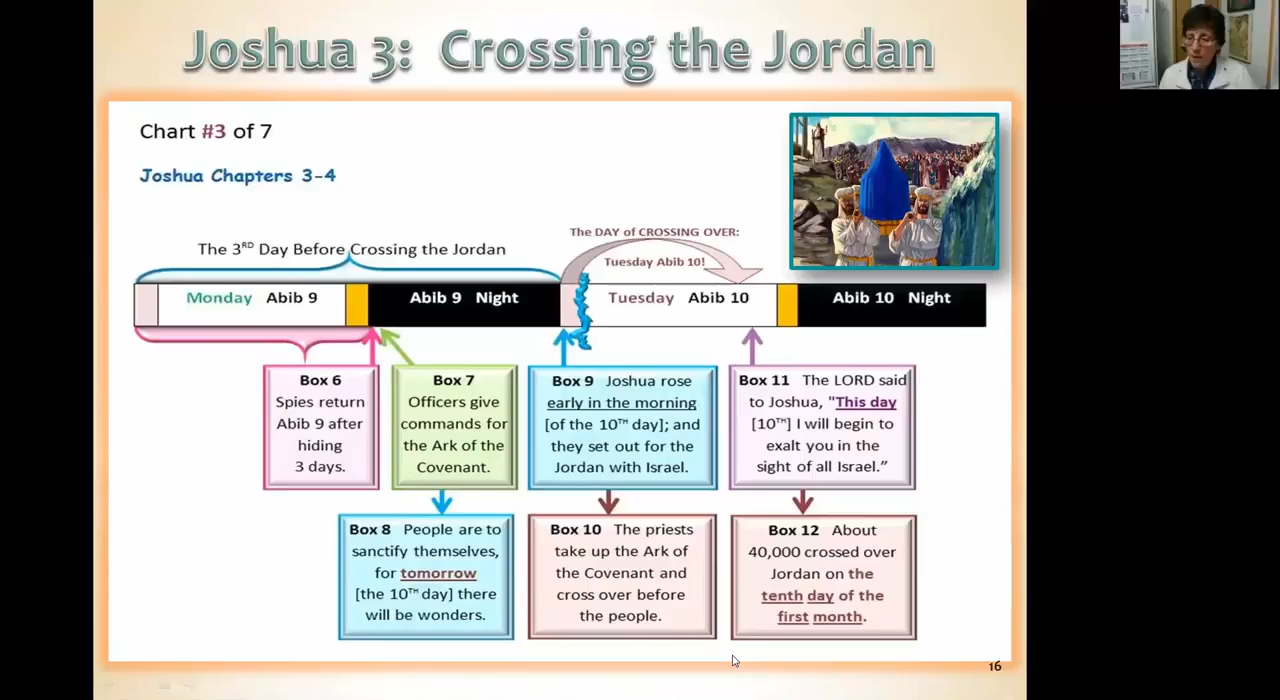 Joshua 3: Crossing the Jordan
Chart #3 of 7
Joshua Chapters 3-4
The 3RD Day Before Crossing the Jordan
The DAY of CROSSING OVER:
Tuesday Abib 10!
Monday Abib 9
Abib 9 Night
Tuesday Abib 10
Abib 10 Night
Box 6
Spies return
Abib 9 after
hiding
3 days.
Box 7
Officers give
commands for
the Ark of the
Covenant.
Box 9 Joshua rose
early in the morning
[of the 10TH day]; and
they set out for the
Jordan with Israel.
Box 11 The LORD said
to Joshua, "This day
[10TH] I will begin to
exalt you in the
sight of all Israel.”
Box 8 People are to
sanctify themselves,
for tomorrow
[the 10TH day] there
will be wonders.
Box 10 The priests
take up the Ark of
the Covenant and
cross over before
the people.
Box 12 About
40,000 crossed over
Jordan on the
tenth day of the
first month.
16